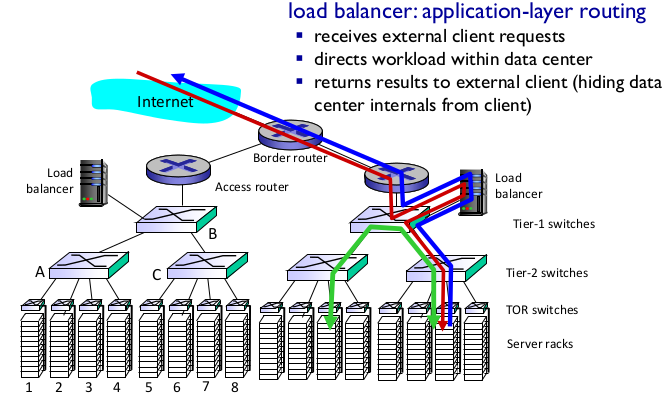 load balancer: application-layer routing
▪ receives external client requests
▪ directs workload within data center
▪ returns results to external client (hiding data
center internals from client)
Internet
Border router
Load
balancer
Access router
Load
balancer
B
Tier-1 switches
A
C
Tier-2 switches
TOR switches
Server racks
1 2 3 4 5 6 7 8